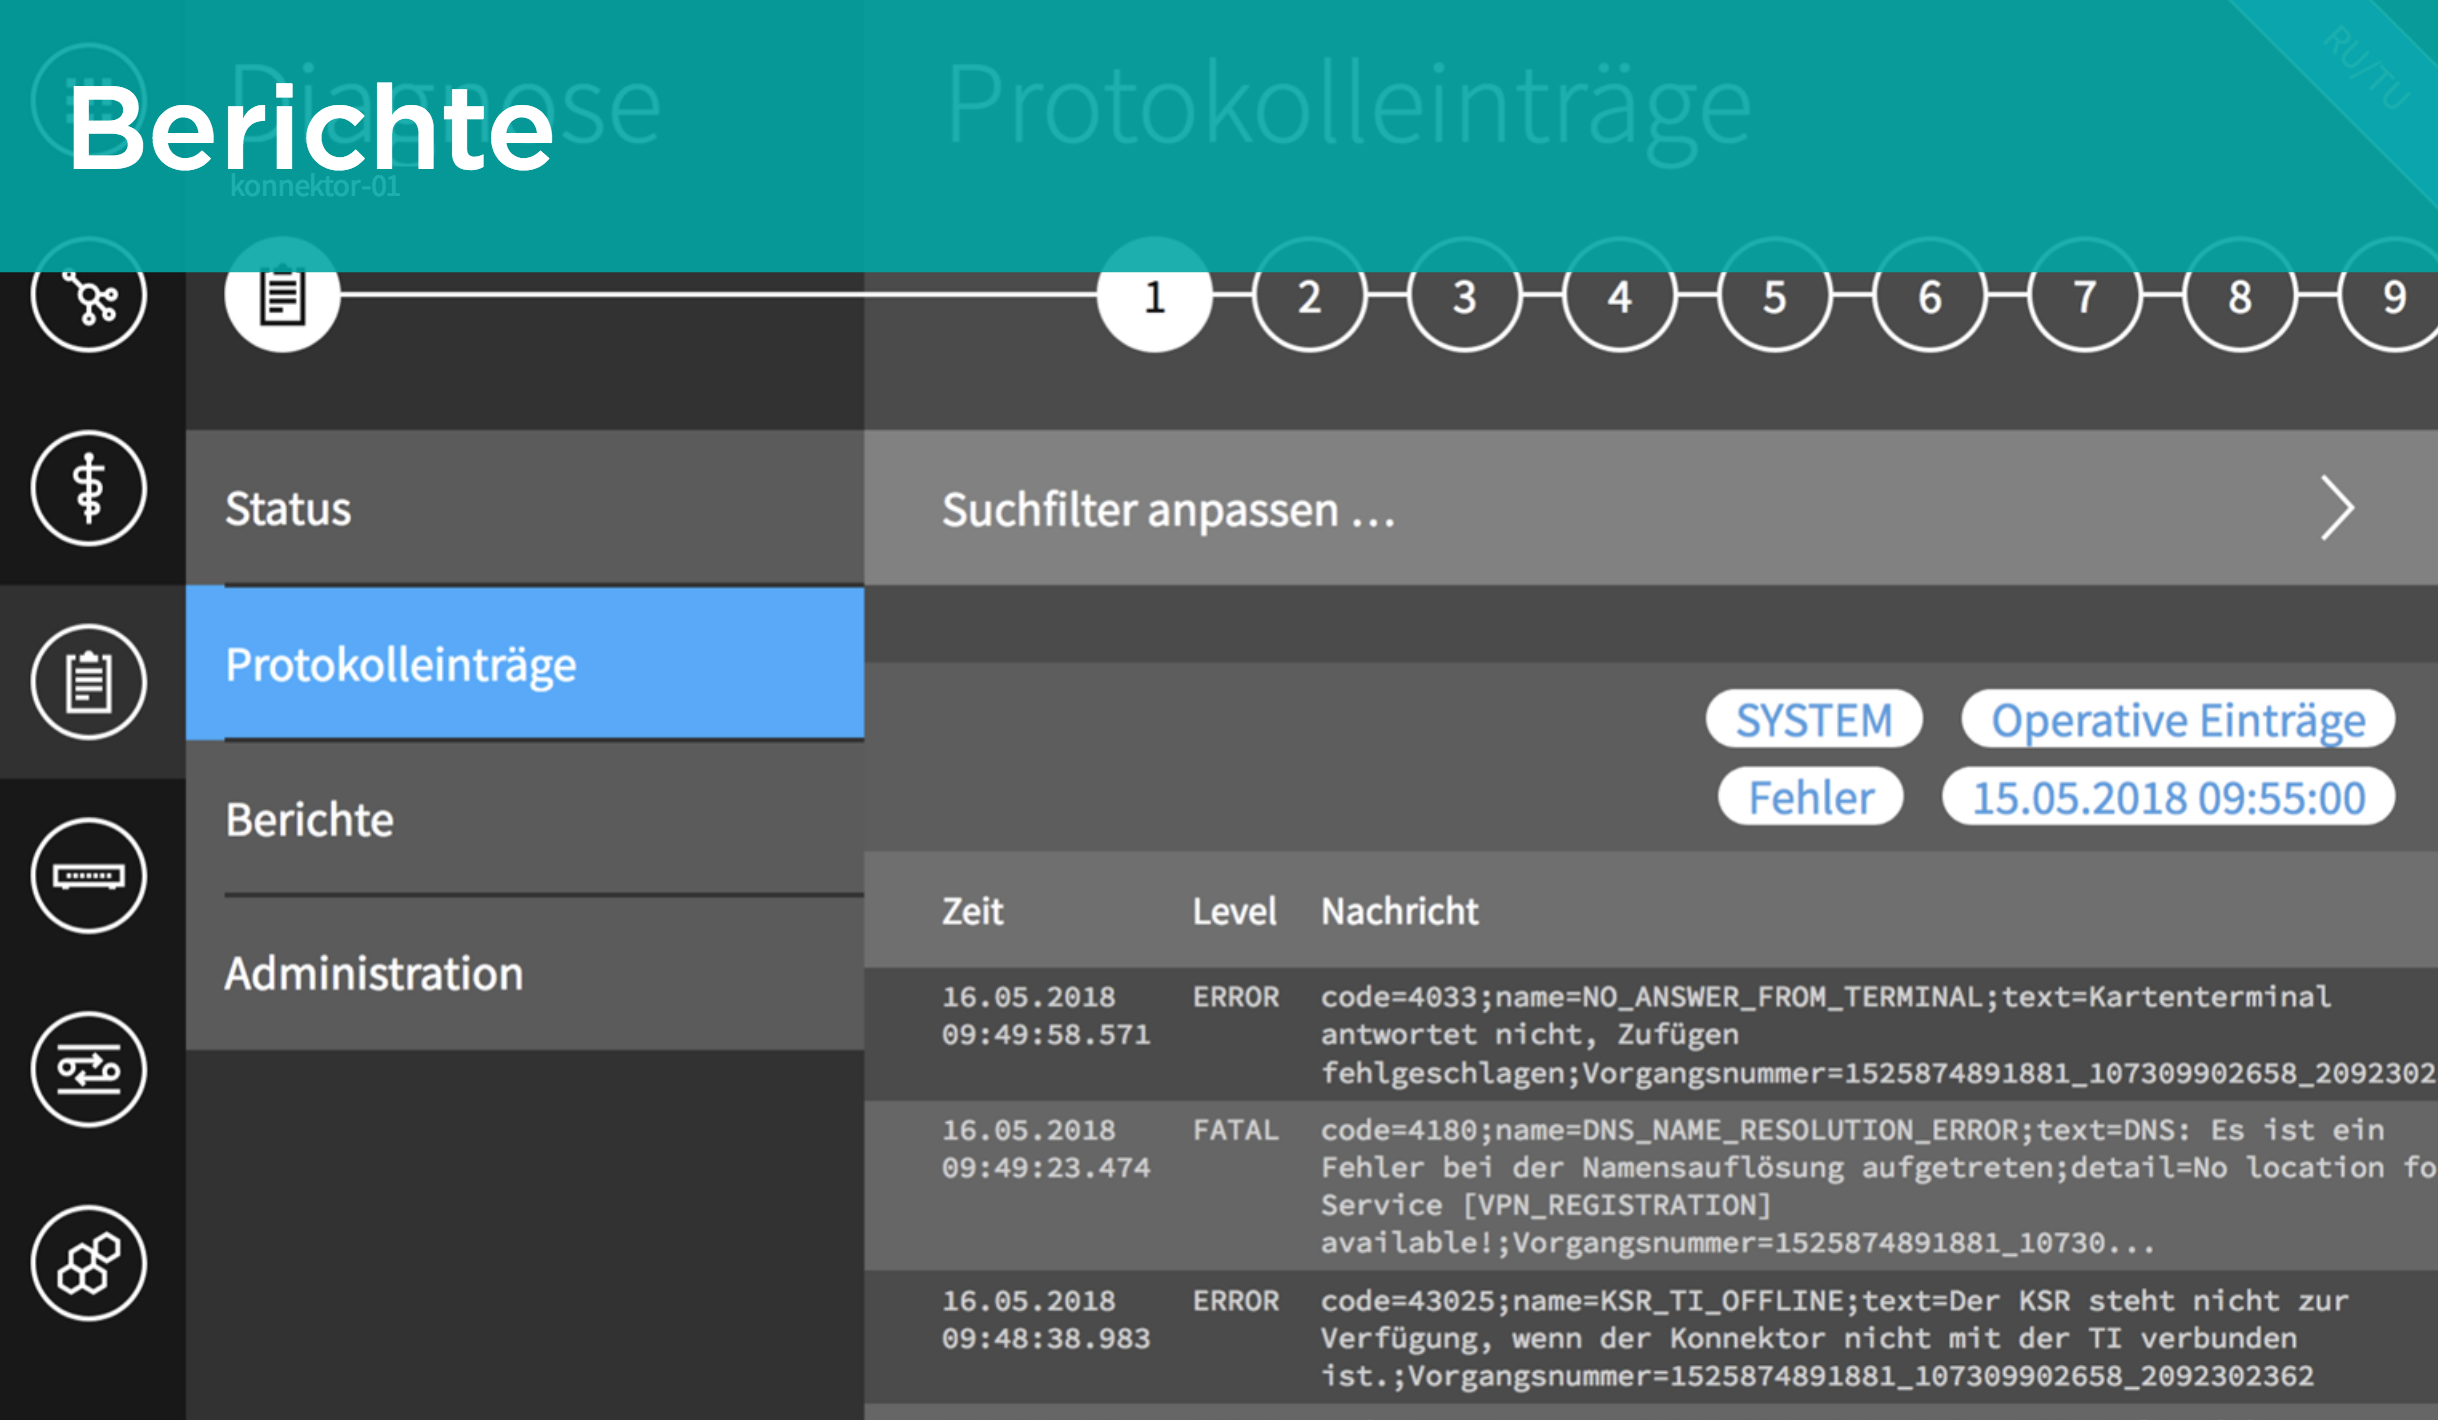 Berichte
Diagnose
konnektor-01
Protokolleinträge
RU/TU
1 2 3 4 5 6 7 8 9
Status
Protokolleinträge
Berichte
Administration
Suchfilter anpassen ...
SYSTEM Operative Einträge
Fehler 15.05.2018 09:55:00
Zeit Level Nachricht
16.05.2018 ERROR code=4033;name=NO_ANSWER_FROM_TERMINAL;text=Kartenterminal
09:49:58.571 antwortet nicht, Zufügen
fehlgeschlagen;Vorgangsnummer=1525874891881_107309902658_2092302
16.05.2018 FATAL code=4180;name=DNS_NAME_RESOLUTION_ERROR;text=DNS: Es ist ein
09:49:23.474 Fehler bei der Namensauflösung aufgetreten;detail=No location fo
Service [VPN_REGISTRATION]
available!;Vorgangsnummer=1525874891881_10730...
16.05.2018 ERROR code=43025;name=KSR_TI_OFFLINE;text=Der KSR steht nicht zur
09:48:38.983 Verfügung, wenn der Konnektor nicht mit der TI verbunden
ist.;Vorgangsnummer=1525874891881_107309902658_2092302362